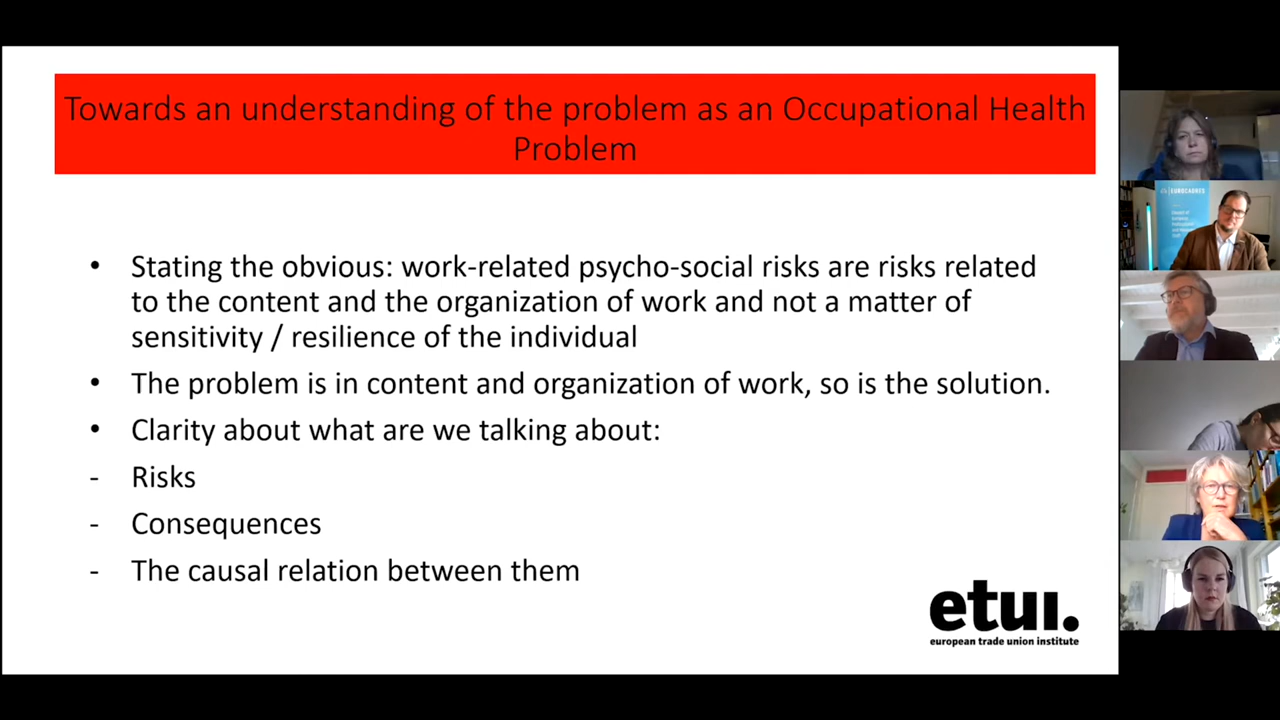 Towards an understanding of the problem as an Occupational Health
Problem
• Stating the obvious: work-related psycho-social risks are risks related
to the content and the organization of work and not a matter of
sensitivity / resilience of the individual
• The problem is in content and organization of work, so is the solution.
• Clarity about what are we talking about:
- Risks
- Consequences
- The causal relation between them
etui.
european trade union institute
EUROCADRES